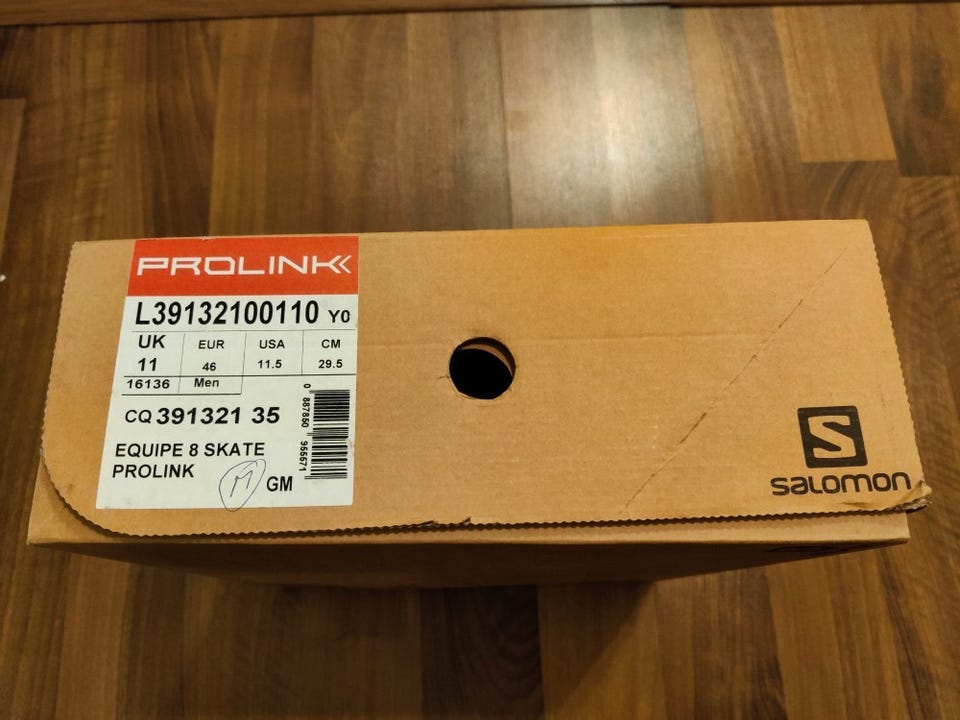 PROLINK
L39132100110 Y0
UK EUR USA CM
11 46 11.5 29.5
16136 Men
CQ 391321 35
0 887850 955671
EQUIPE 8 SKATE
PROLINK
M GM
S
SALOMON